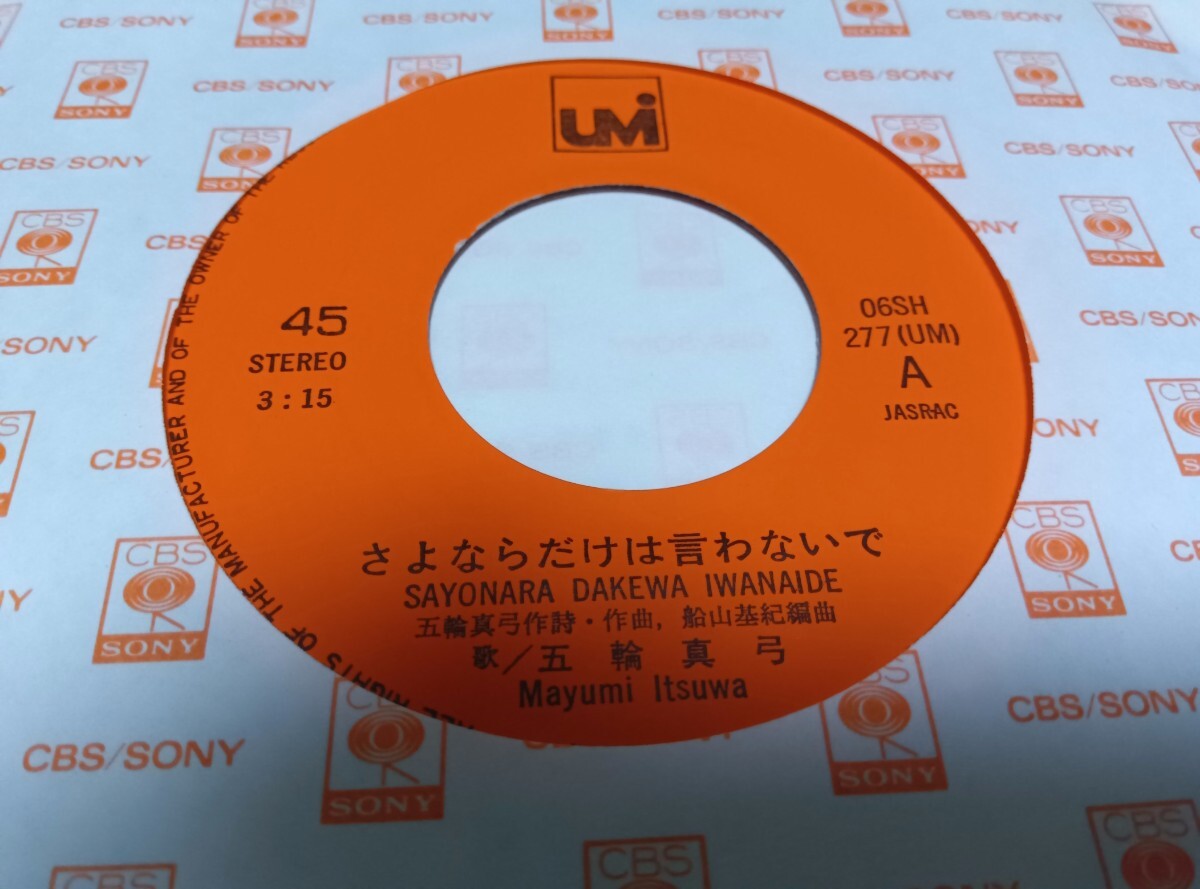 UMi
45
STEREO
3 : 15
06SH
277 (UM)
A
JASRAC
さよならだけは言わないで
SAYONARA DAKEWA IWANAIDE
五輪真弓作詩・作曲, 船山基紀編曲
歌／五輪真弓
Mayumi Itsuwa
RIGHTS OF THE MANUFACTURER AND OF THE OWNER OF THE
CBS/SONY
CBS
SONY